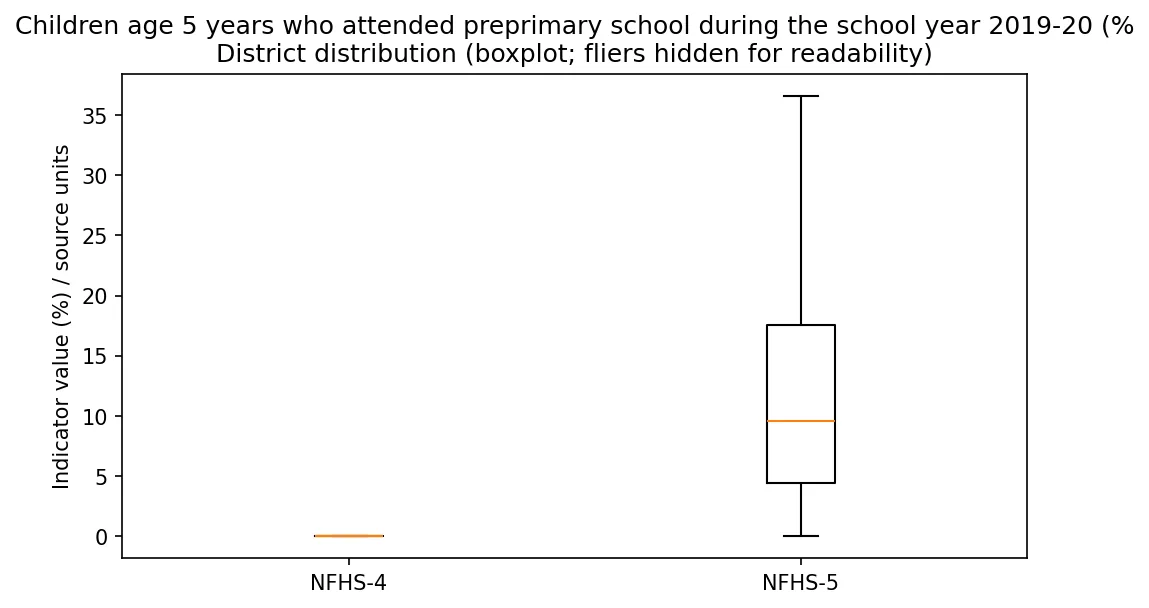 Children age 5 years who attended preprimary school during the school year 2019-20 (%
District distribution (boxplot; fliers hidden for readability)
Indicator value (%) / source units
35
30
25
20
15
10
5
0
NFHS-4
NFHS-5